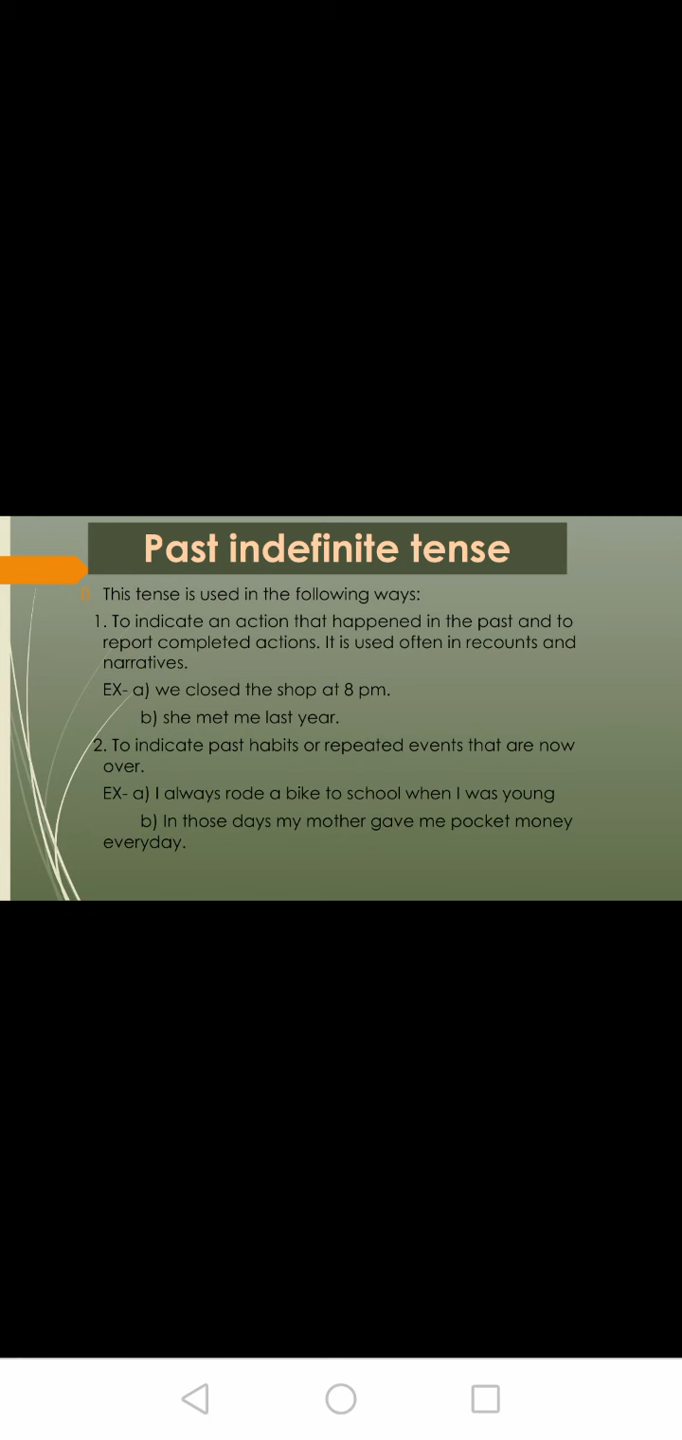 Past indefinite tense
This tense is used in the following ways:
1. To indicate an action that happened in the past and to
report completed actions. It is used often in recounts and
narratives.
EX- a) we closed the shop at 8 pm.
b) she met me last year.
2. To indicate past habits or repeated events that are now
over.
EX- a) I always rode a bike to school when I was young
b) In those days my mother gave me pocket money
everyday.